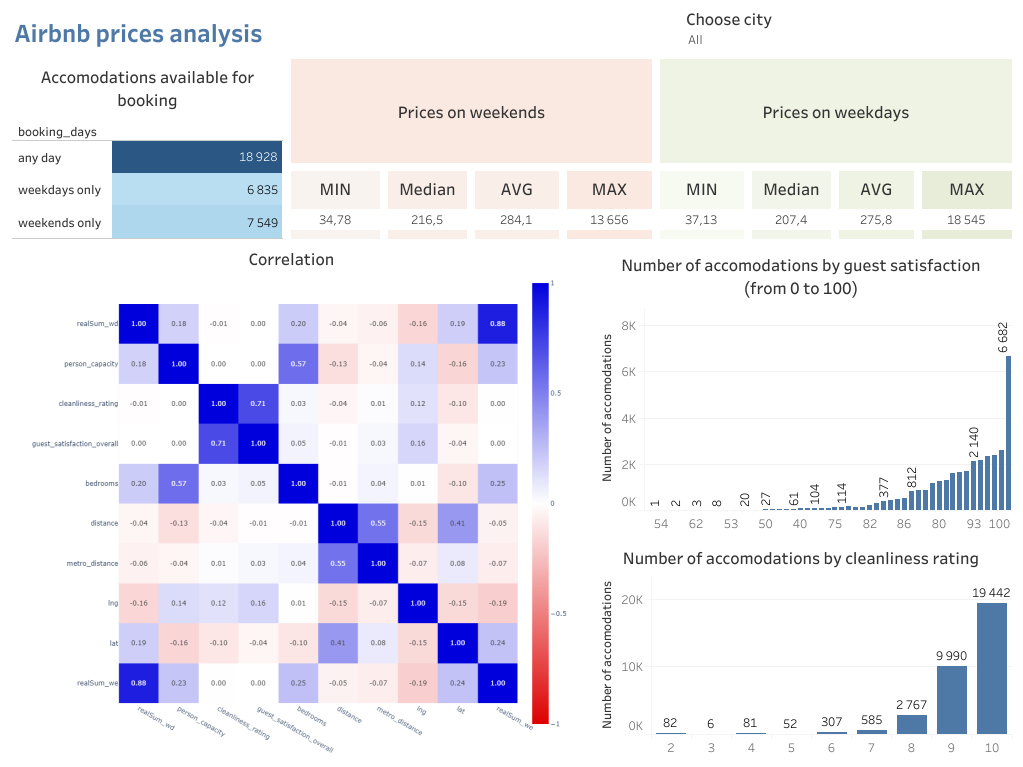 Airbnb prices analysis
Choose city
All
Accomodations available for
booking
booking_days
any day 18 928
weekdays only 6 835
weekends only 7 549
Prices on weekends
MIN Median AVG MAX
34,78 216,5 284,1 13 656
Prices on weekdays
MIN Median AVG MAX
37,13 207,4 275,8 18 545
Correlation
realSum_wd 1.00 0.18 -0.01 0.00 0.20 -0.04 -0.06 -0.16 0.19 0.88
person_capacity 0.18 1.00 0.00 0.00 0.57 -0.13 -0.04 0.14 -0.16 0.23
cleanliness_rating -0.01 0.00 1.00 0.71 0.03 -0.04 0.01 0.12 -0.10 0.00
guest_satisfaction_overall 0.00 0.00 0.71 1.00 0.05 -0.01 0.03 0.16 -0.04 0.00
bedrooms 0.20 0.57 0.03 0.05 1.00 -0.01 0.04 0.01 -0.10 0.25
distance -0.04 -0.13 -0.04 -0.01 -0.01 1.00 0.55 -0.15 0.41 -0.05
metro_distance -0.06 -0.04 0.01 0.03 0.04 0.55 1.00 -0.07 0.08 -0.07
lng -0.16 0.14 0.12 0.16 0.01 -0.15 -0.07 1.00 -0.15 -0.19
lat 0.19 -0.16 -0.10 -0.04 -0.10 0.41 0.08 -0.15 1.00 0.24
realSum_we 0.88 0.23 0.00 0.00 0.25 -0.05 -0.07 -0.19 0.24 1.00
realSum_wd person_capacity cleanliness_rating guest_satisfaction_overall bedrooms distance metro_distance lng lat realSum_we
1
0.5
0
−0.5
−1
Number of accomodations by guest satisfaction
(from 0 to 100)
Number of accomodations
8K
6K
4K
2K
0K
1 2 3 8 20 27 61 104 114 377 812 2 140 6 682
54 62 53 50 40 75 82 86 80 93 100
Number of accomodations by cleanliness rating
Number of accomodations
20K
10K
0K
82 6 81 52 307 585 2 767 9 990 19 442
2 3 4 5 6 7 8 9 10